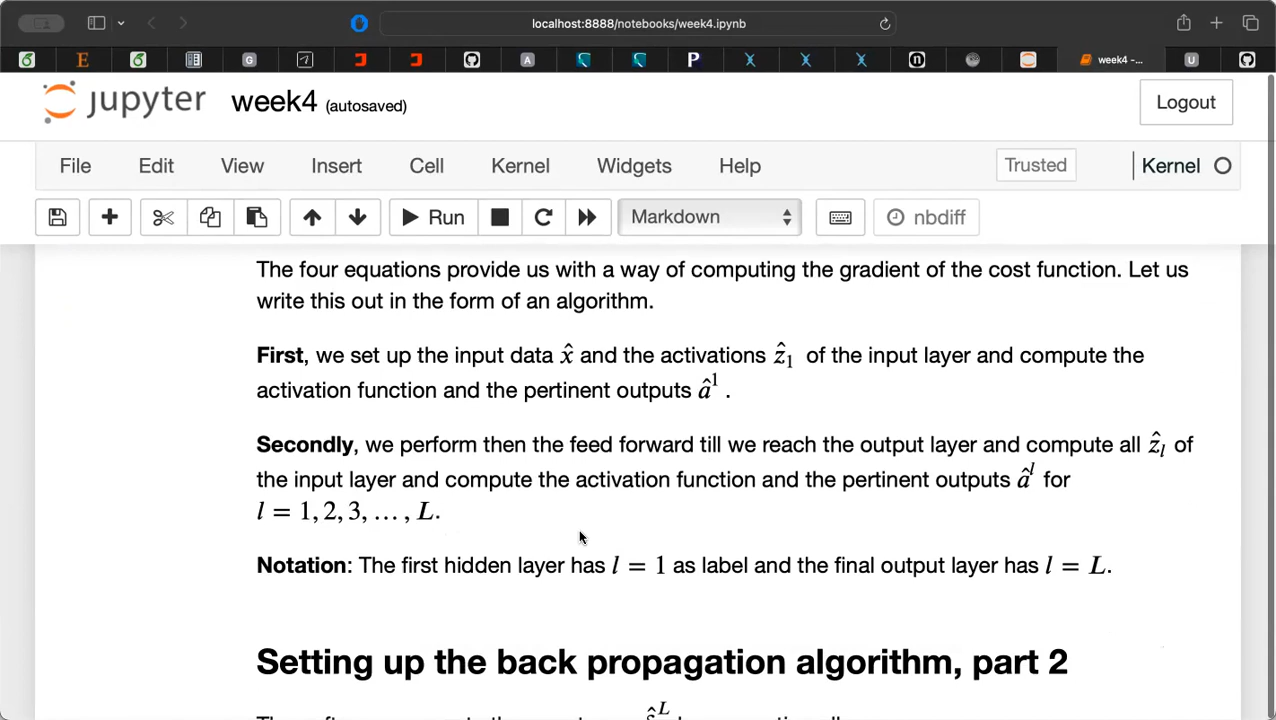 localhost:8888/notebooks/week4.ipynb
week4 -...
jupyter week4 (autosaved)
Logout
File Edit View Insert Cell Kernel Widgets Help Trusted Kernel
Run Markdown nbdiff
The four equations provide us with a way of computing the gradient of the cost function. Let us
write this out in the form of an algorithm.
First, we set up the input data x̂ and the activations ẑ₁ of the input layer and compute the
activation function and the pertinent outputs â¹ .
Secondly, we perform then the feed forward till we reach the output layer and compute all ẑₗ of
the input layer and compute the activation function and the pertinent outputs âˡ for
l = 1, 2, 3, … , L.
Notation: The first hidden layer has l = 1 as label and the final output layer has l = L.
Setting up the back propagation algorithm, part 2